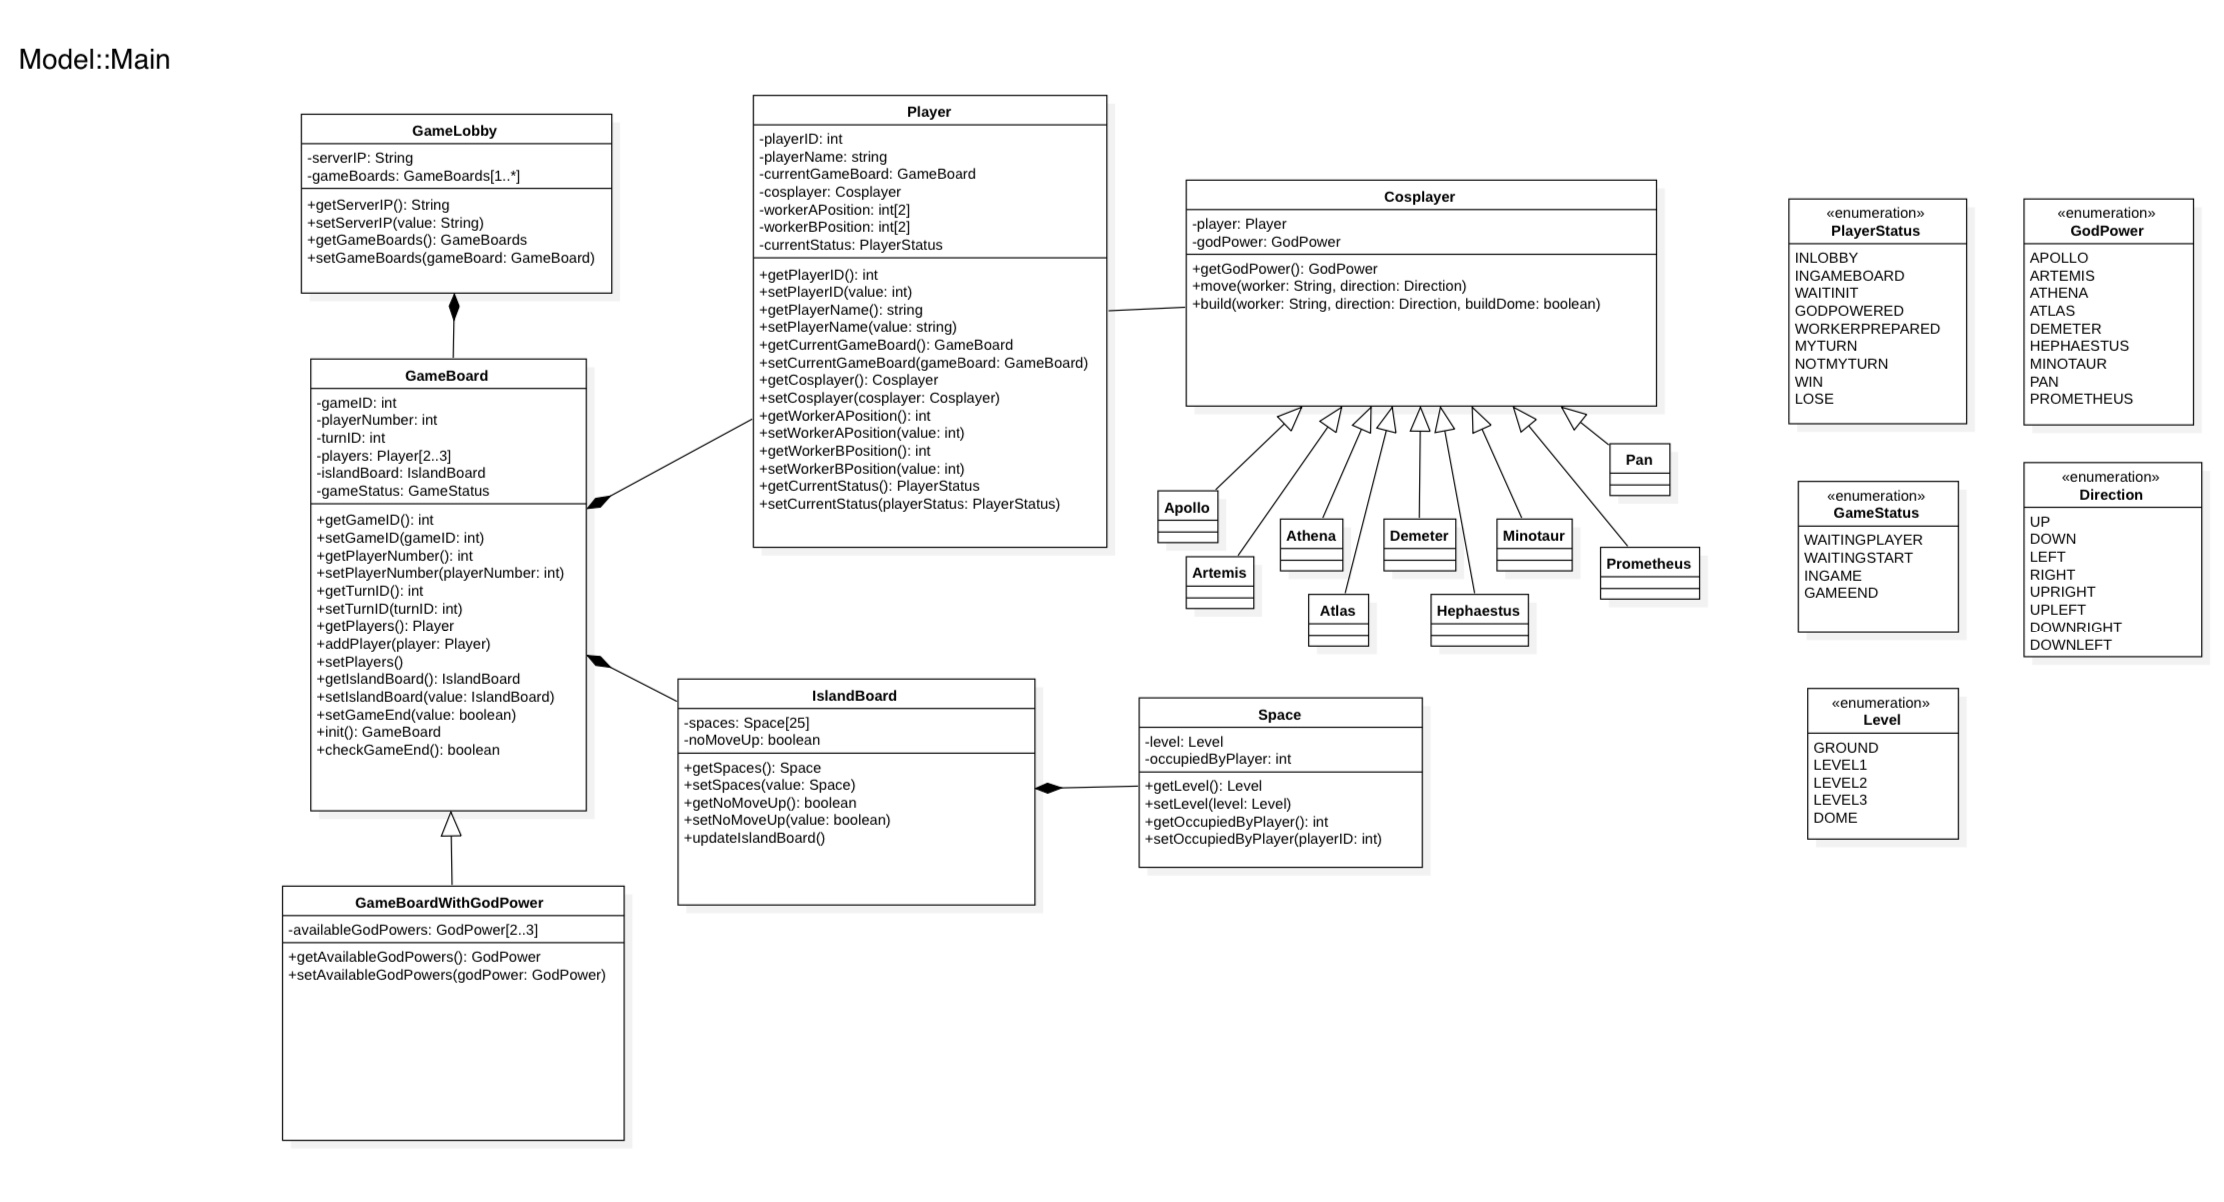 Model::Main
GameLobby
-serverIP: String
-gameBoards: GameBoards[1..*]
+getServerIP(): String
+setServerIP(value: String)
+getGameBoards(): GameBoards
+setGameBoards(gameBoard: GameBoard)
GameBoard
-gameID: int
-playerNumber: int
-turnID: int
-players: Player[2..3]
-islandBoard: IslandBoard
-gameStatus: GameStatus
+getGameID(): int
+setGameID(gameID: int)
+getPlayerNumber(): int
+setPlayerNumber(playerNumber: int)
+getTurnID(): int
+setTurnID(turnID: int)
+getPlayers(): Player
+addPlayer(player: Player)
+setPlayers()
+getIslandBoard(): IslandBoard
+setIslandBoard(value: IslandBoard)
+setGameEnd(value: boolean)
+init(): GameBoard
+checkGameEnd(): boolean
GameBoardWithGodPower
-availableGodPowers: GodPower[2..3]
+getAvailableGodPowers(): GodPower
+setAvailableGodPowers(godPower: GodPower)
Player
-playerID: int
-playerName: string
-currentGameBoard: GameBoard
-cosplayer: Cosplayer
-workerAPosition: int[2]
-workerBPosition: int[2]
-currentStatus: PlayerStatus
+getPlayerID(): int
+setPlayerID(value: int)
+getPlayerName(): string
+setPlayerName(value: string)
+getCurrentGameBoard(): GameBoard
+setCurrentGameBoard(gameBoard: GameBoard)
+getCosplayer(): Cosplayer
+setCosplayer(cosplayer: Cosplayer)
+getWorkerAPosition(): int
+setWorkerAPosition(value: int)
+getWorkerBPosition(): int
+setWorkerBPosition(value: int)
+getCurrentStatus(): PlayerStatus
+setCurrentStatus(playerStatus: PlayerStatus)
IslandBoard
-spaces: Space[25]
-noMoveUp: boolean
+getSpaces(): Space
+setSpaces(value: Space)
+getNoMoveUp(): boolean
+setNoMoveUp(value: boolean)
+updateIslandBoard()
Cosplayer
-player: Player
-godPower: GodPower
+getGodPower(): GodPower
+move(worker: String, direction: Direction)
+build(worker: String, direction: Direction, buildDome: boolean)
Pan
Apollo
Athena
Demeter
Minotaur
Prometheus
Artemis
Atlas
Hephaestus
Space
-level: Level
-occupiedByPlayer: int
+getLevel(): Level
+setLevel(level: Level)
+getOccupiedByPlayer(): int
+setOccupiedByPlayer(playerID: int)
«enumeration»
PlayerStatus
INLOBBY
INGAMEBOARD
WAITINIT
GODPOWERED
WORKERPREPARED
MYTURN
NOTMYTURN
WIN
LOSE
«enumeration»
GodPower
APOLLO
ARTEMIS
ATHENA
ATLAS
DEMETER
HEPHAESTUS
MINOTAUR
PAN
PROMETHEUS
«enumeration»
GameStatus
WAITINGPLAYER
WAITINGSTART
INGAME
GAMEEND
«enumeration»
Direction
UP
DOWN
LEFT
RIGHT
UPRIGHT
UPLEFT
DOWNRIGHT
DOWNLEFT
«enumeration»
Level
GROUND
LEVEL1
LEVEL2
LEVEL3
DOME